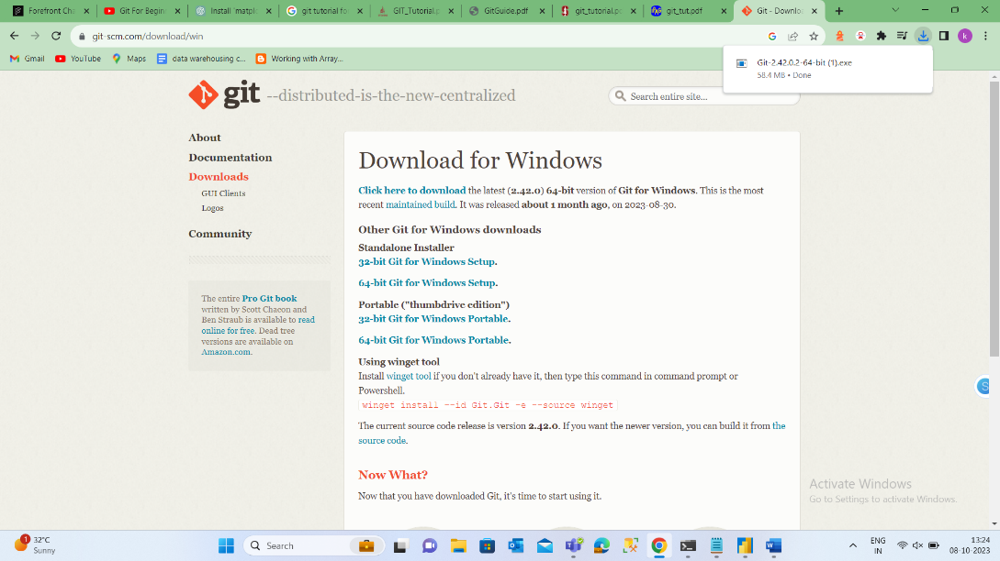 Forefront Cha
Git For Begin
Install 'matplo
git tutorial fo
GIT_Tutorial.p
GitGuide.pdf
git_tutorial.pd
git_tut.pdf
Git - Downloa
git-scm.com/download/win
Gmail
YouTube
Maps
data warehousing c...
Working with Array...
Git-2.42.0.2-64-bit (1).exe
58.4 MB • Done
git --distributed-is-the-new-centralized
Search entire site...
About
Documentation
Downloads
GUI Clients
Logos
Community
The entire Pro Git book
written by Scott Chacon and
Ben Straub is available to read
online for free. Dead tree
versions are available on
Amazon.com.
Download for Windows
Click here to download the latest (2.42.0) 64-bit version of Git for Windows. This is the most
recent maintained build. It was released about 1 month ago, on 2023-08-30.
Other Git for Windows downloads
Standalone Installer
32-bit Git for Windows Setup.
64-bit Git for Windows Setup.
Portable ("thumbdrive edition")
32-bit Git for Windows Portable.
64-bit Git for Windows Portable.
Using winget tool
Install winget tool if you don't already have it, then type this command in command prompt or
Powershell.
winget install --id Git.Git -e --source winget
The current source code release is version 2.42.0. If you want the newer version, you can build it from the
source code.
Now What?
Now that you have downloaded Git, it's time to start using it.
Activate Windows
Go to Settings to activate Windows.
1
32°C
Sunny
Search
ENG
IN
13:24
08-10-2023